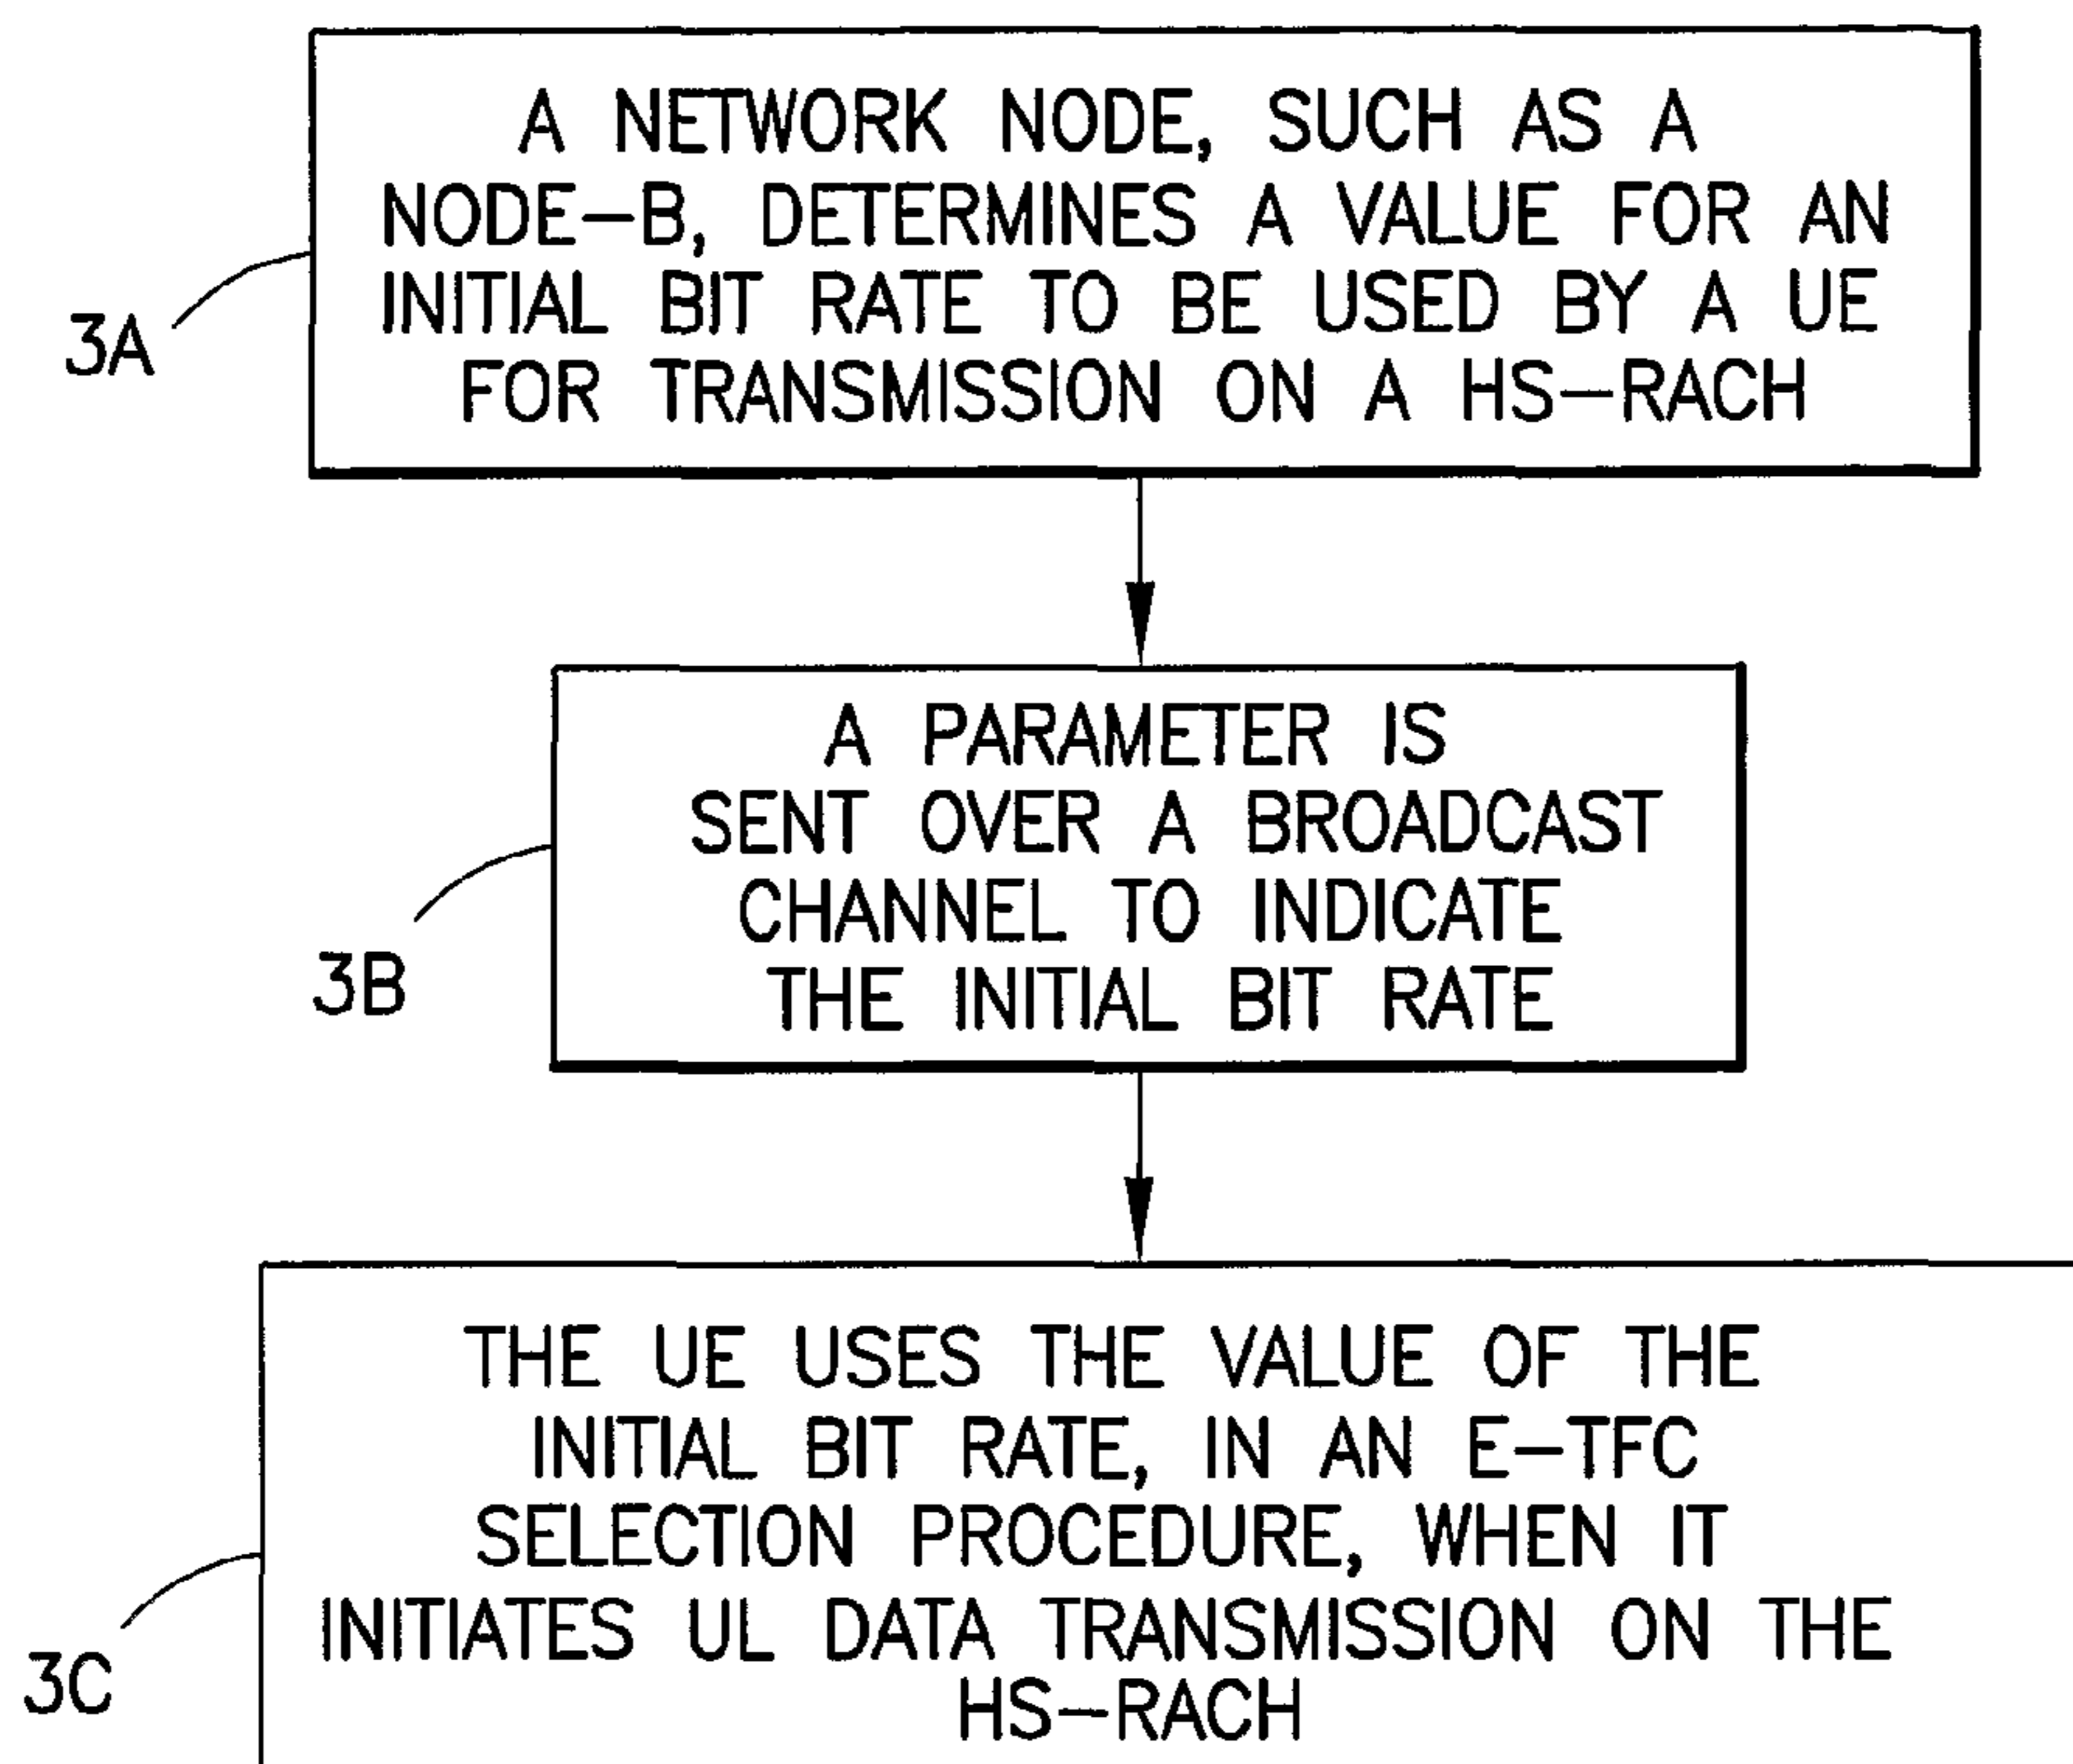 A NETWORK NODE, SUCH AS A
NODE-B, DETERMINES A VALUE FOR AN
INITIAL BIT RATE TO BE USED BY A UE
FOR TRANSMISSION ON A HS-RACH
3A
A PARAMETER IS
SENT OVER A BROADCAST
CHANNEL TO INDICATE
THE INITIAL BIT RATE
3B
THE UE USES THE VALUE OF THE
INITIAL BIT RATE, IN AN E-TFC
SELECTION PROCEDURE, WHEN IT
INITIATES UL DATA TRANSMISSION ON THE
HS-RACH
3C